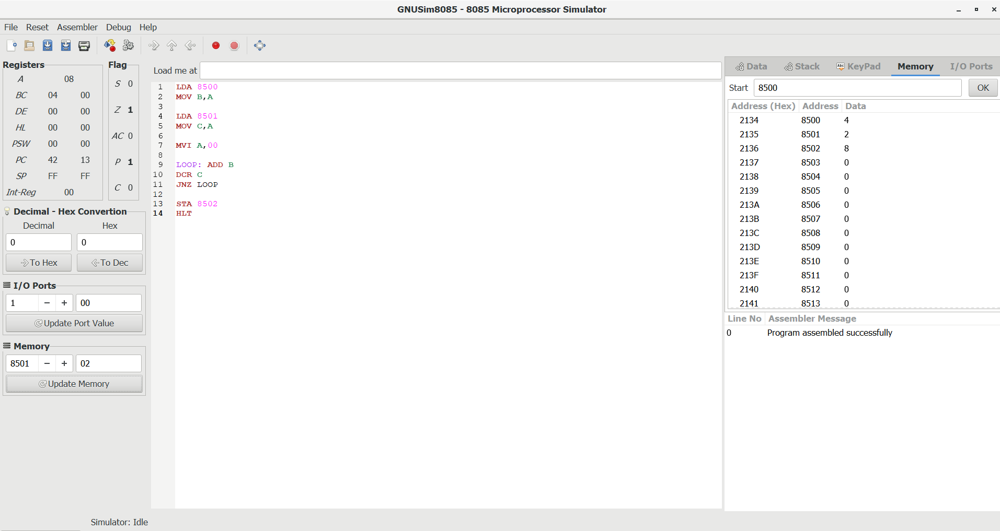 GNUSim8085 - 8085 Microprocessor Simulator
File Reset Assembler Debug Help
Registers
A 08
BC 04 00
DE 00 00
HL 00 00
PSW 00 00
PC 42 13
SP FF FF
Int-Reg 00
Flag
S 0
Z 1
AC 0
P 1
C 0
Decimal - Hex Convertion
Decimal Hex
0 0
To Hex To Dec
I/O Ports
1 − + 00
Update Port Value
Memory
8501 − + 02
Update Memory
Load me at
1 LDA 8500
2 MOV B,A
3
4 LDA 8501
5 MOV C,A
6
7 MVI A,00
8
9 LOOP: ADD B
10 DCR C
11 JNZ LOOP
12
13 STA 8502
14 HLT
Data Stack Abc KeyPad Memory I/O Ports
Start 8500 OK
Address (Hex) Address Data
2134 8500 4
2135 8501 2
2136 8502 8
2137 8503 0
2138 8504 0
2139 8505 0
213A 8506 0
213B 8507 0
213C 8508 0
213D 8509 0
213E 8510 0
213F 8511 0
2140 8512 0
2141 8513 0
Line No Assembler Message
0 Program assembled successfully
Simulator: Idle